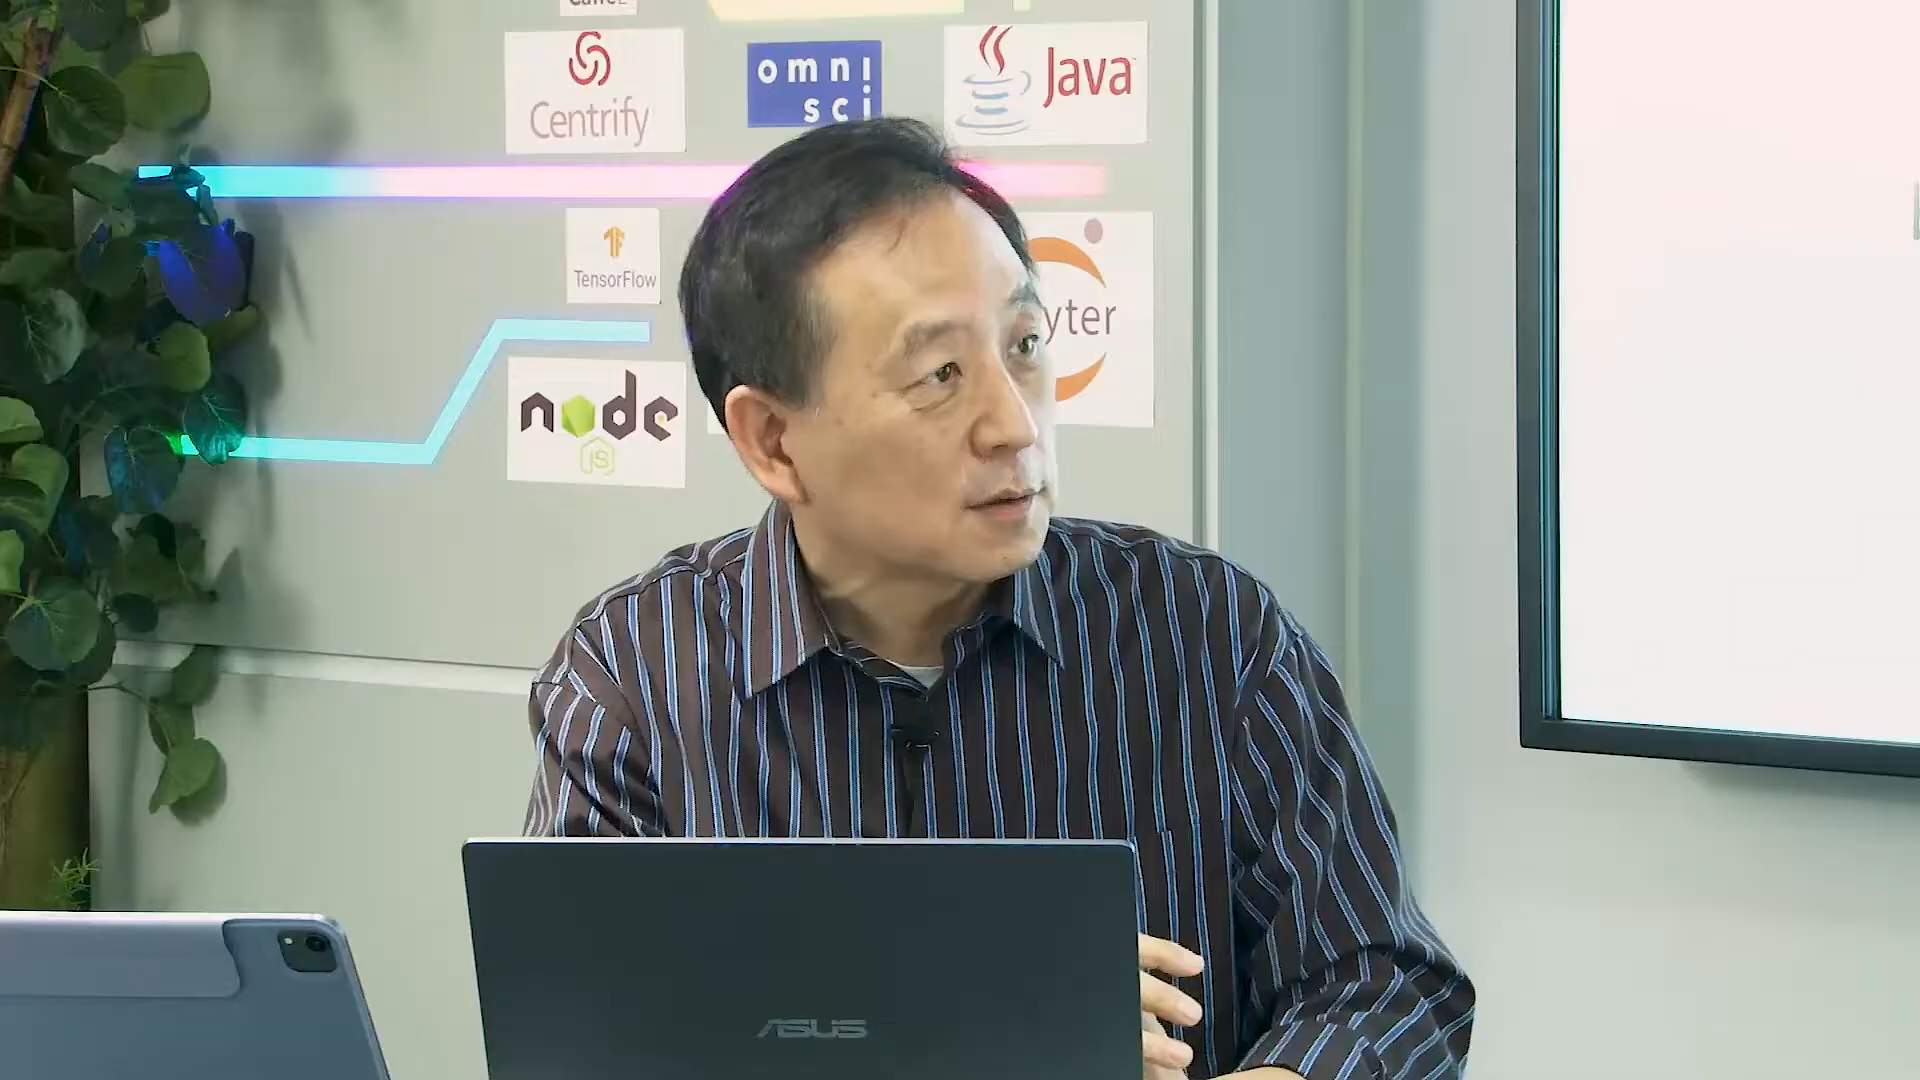 Centrify
omni
sci
Java
TensorFlow
yter
node
JS
ASUS